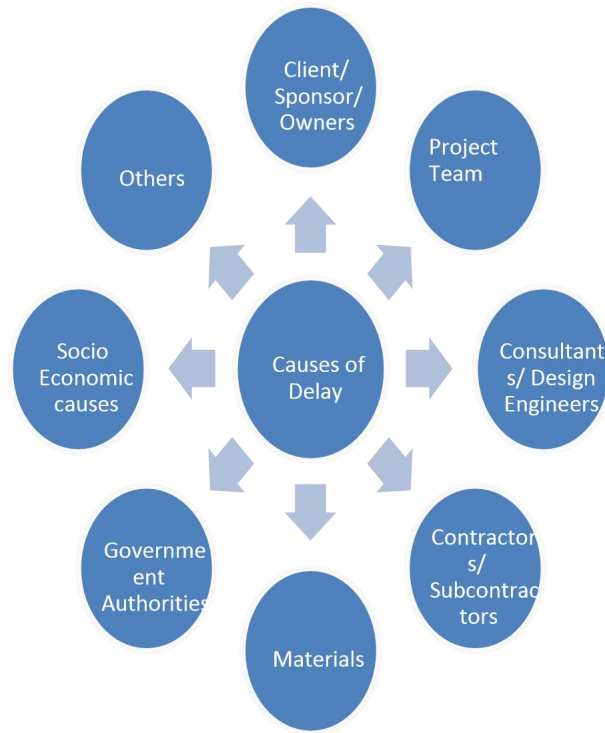 Client/
Sponsor/
Owners
Project
Team
Others
Socio
Economic
causes
Causes of
Delay
Consultant
s/ Design
Engineers
Governme
ent
Authorities
Contractor
s/
Subcontrac
tors
Materials